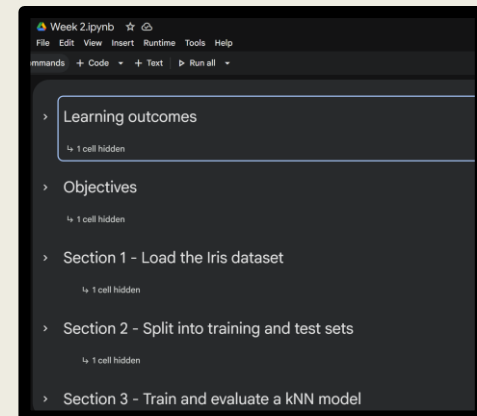 Week 2.ipynb
File Edit View Insert Runtime Tools Help
+ Code + Text Run all
Learning outcomes
1 cell hidden
Objectives
1 cell hidden
Section 1 - Load the Iris dataset
1 cell hidden
Section 2 - Split into training and test sets
1 cell hidden
Section 3 - Train and evaluate a kNN model